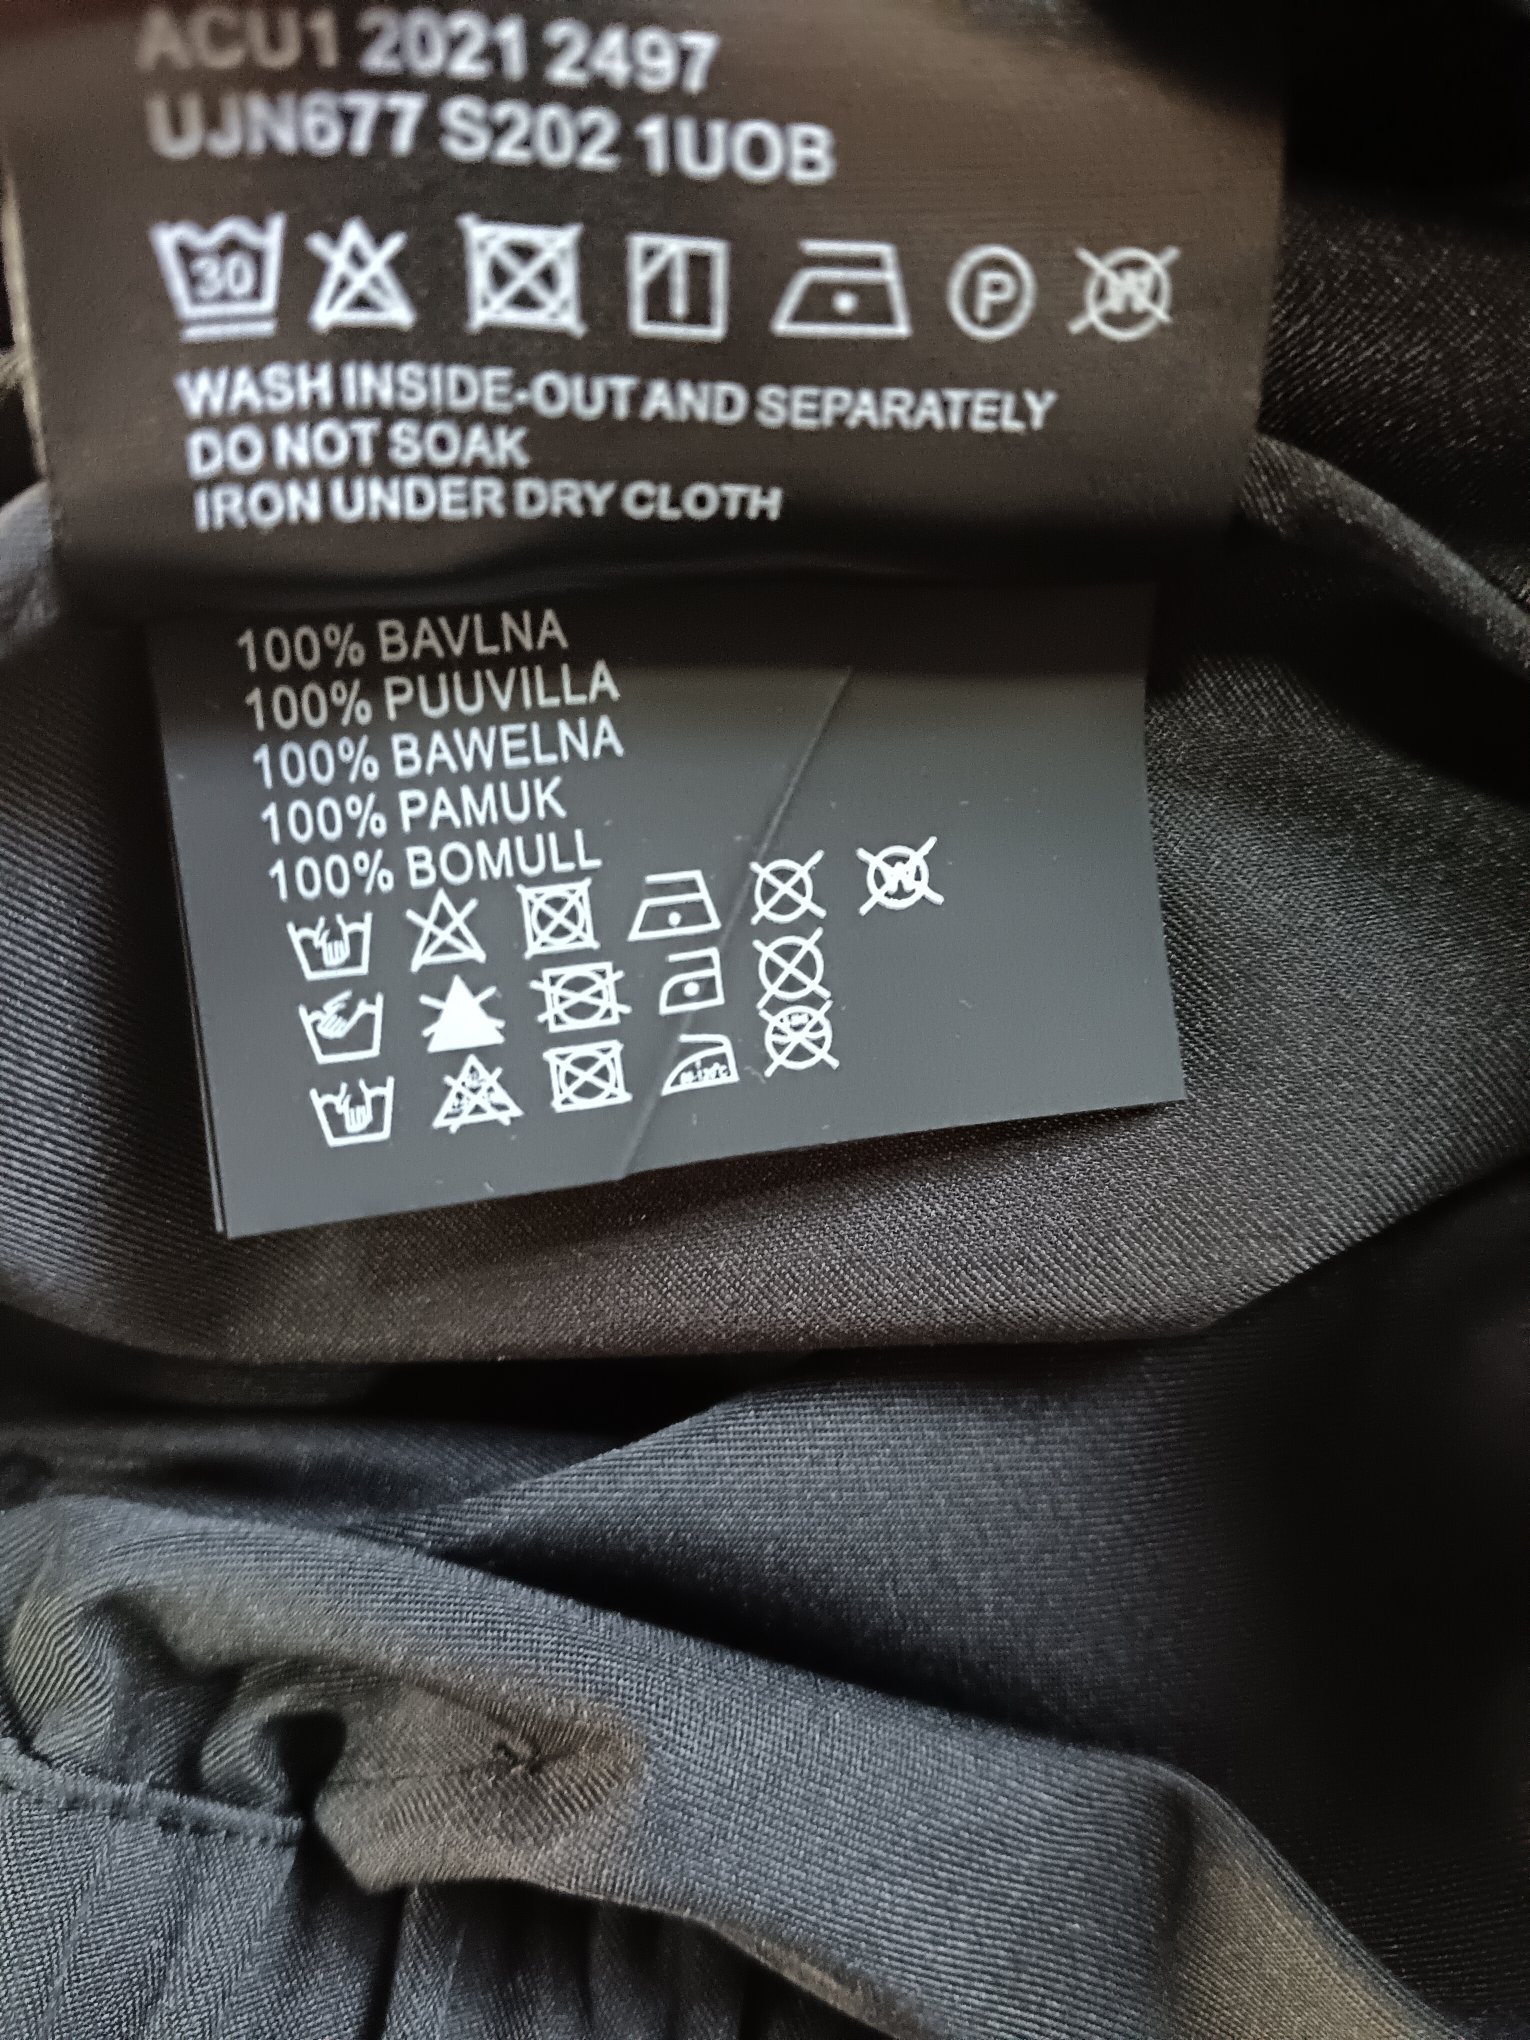 ACU1 2021 2497
UJN677 S202 1UOB
30 P W
WASH INSIDE-OUT AND SEPARATELY
DO NOT SOAK
IRON UNDER DRY CLOTH
100% BAVLNA
100% PUUVILLA
100% BAWELNA
100% PAMUK
100% BOMULL
W